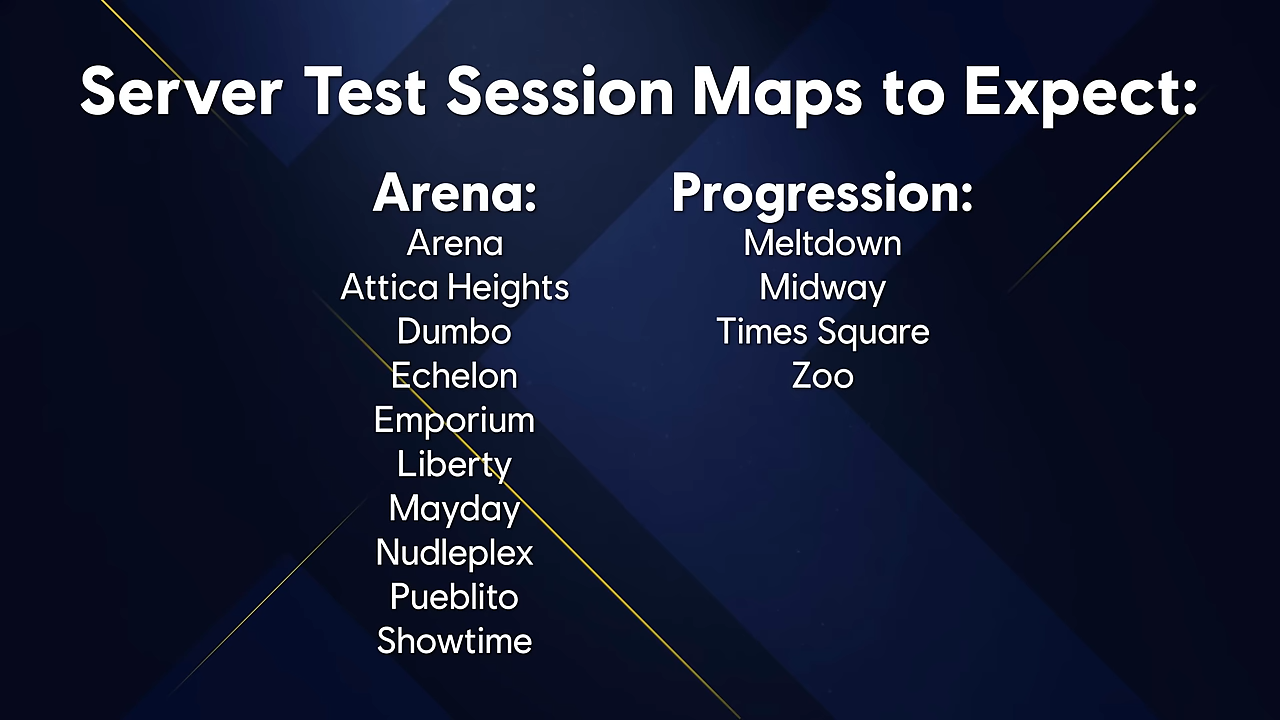 Server Test Session Maps to Expect:
Arena:
Arena
Attica Heights
Dumbo
Echelon
Emporium
Liberty
Mayday
Nudleplex
Pueblito
Showtime
Progression:
Meltdown
Midway
Times Square
Zoo